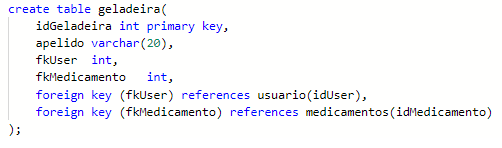 create table geladeira(
    idGeladeira int primary key,
    apelido varchar(20),
    fkUser  int,
    fkMedicamento   int,
    foreign key (fkUser) references usuario(idUser),
    foreign key (fkMedicamento) references medicamentos(idMedicamento)
);